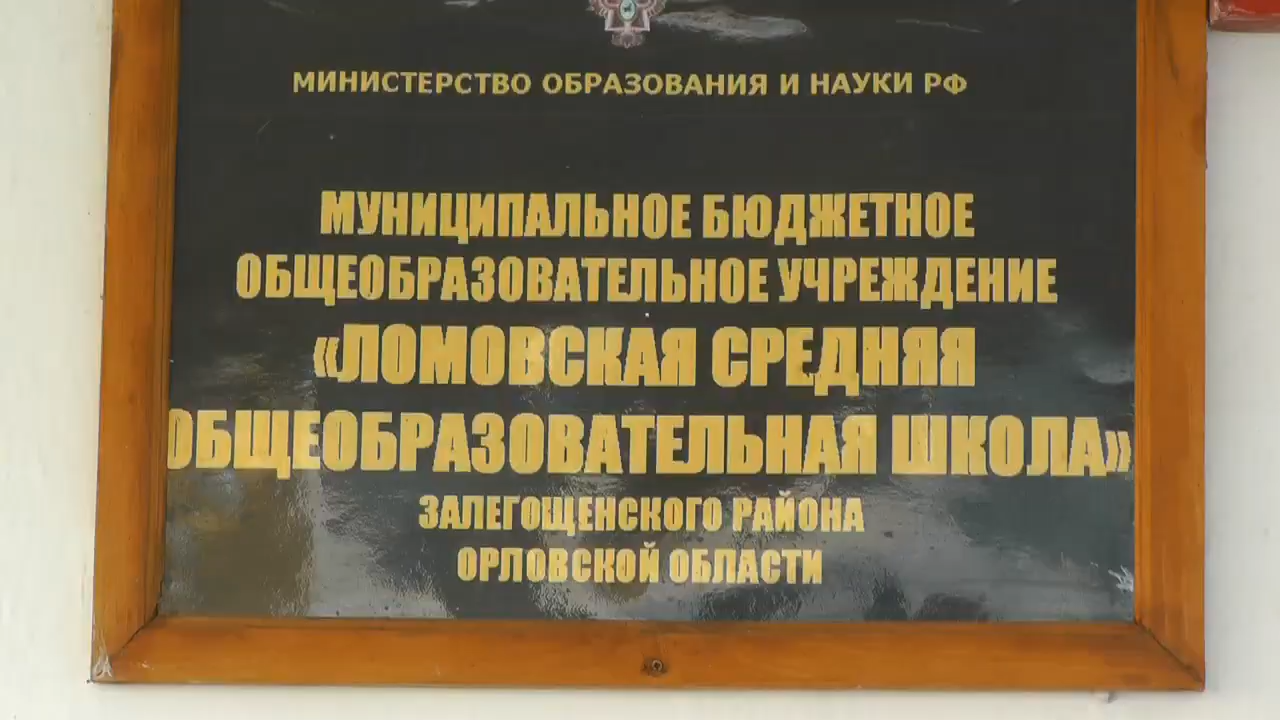 МИНИСТЕРСТВО ОБРАЗОВАНИЯ И НАУКИ РФ
МУНИЦИПАЛЬНОЕ БЮДЖЕТНОЕ
ОБЩЕОБРАЗОВАТЕЛЬНОЕ УЧРЕЖДЕНИЕ
«ЛОМОВСКАЯ СРЕДНЯЯ
ОБЩЕОБРАЗОВАТЕЛЬНАЯ ШКОЛА»
ЗАЛЕГОЩЕНСКОГО РАЙОНА
ОРЛОВСКОЙ ОБЛАСТИ